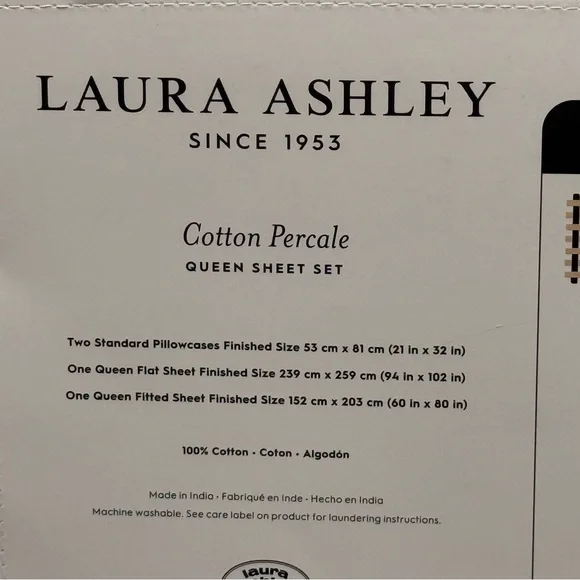 LAURA ASHLEY
SINCE 1953
Cotton Percale
QUEEN SHEET SET
Two Standard Pillowcases Finished Size 53 cm x 81 cm (21 in x 32 in)
One Queen Flat Sheet Finished Size 239 cm x 259 cm (94 in x 102 in)
One Queen Fitted Sheet Finished Size 152 cm x 203 cm (60 in x 80 in)
100% Cotton • Coton • Algodón
Made in India • Fabriqué en Inde • Hecho en India
Machine washable. See care label on product for laundering instructions.
laura